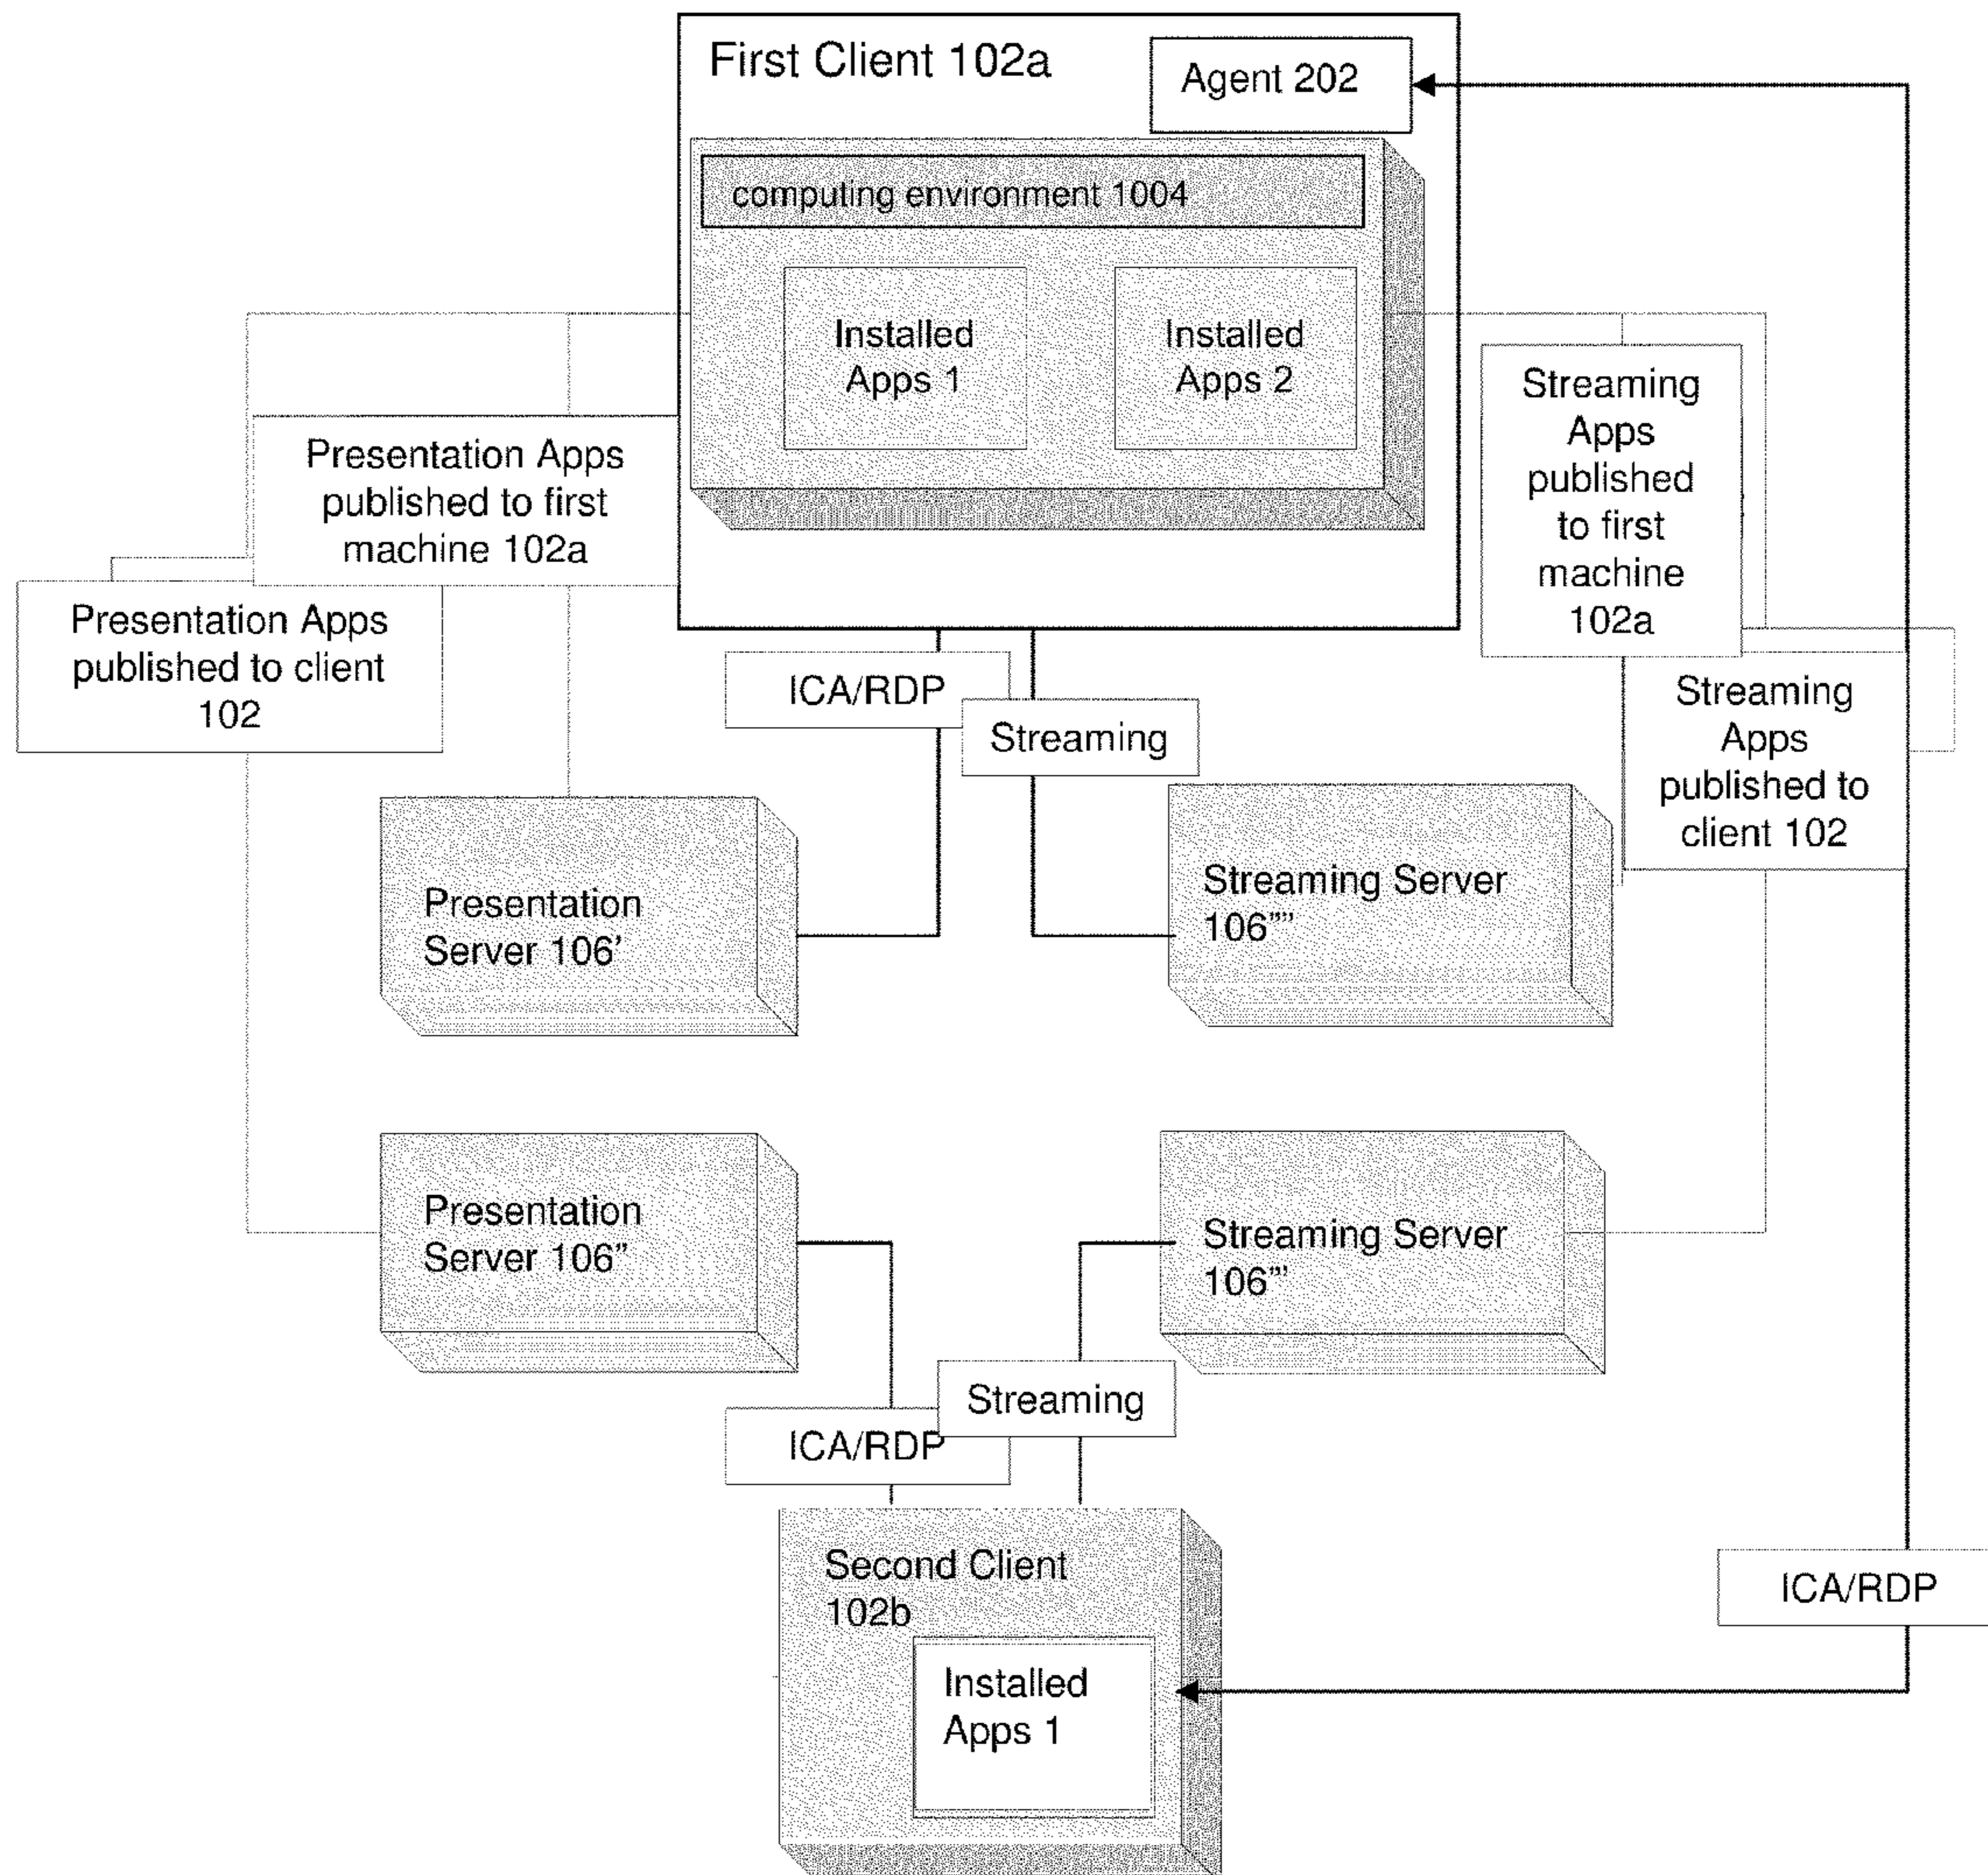 First Client 102a
Agent 202
computing environment 1004
Installed
Apps 1
Installed
Apps 2
Presentation Apps
published to first
machine 102a
Streaming
Apps
published
to first
machine
102a
Presentation Apps
published to client
102
ICA/RDP
Streaming
Streaming
Apps
published to
client 102
Presentation
Server 106'
Streaming Server
106""
Presentation
Server 106"
Streaming Server
106"'
Streaming
ICA/RDP
Second Client
102b
Installed
Apps 1
ICA/RDP